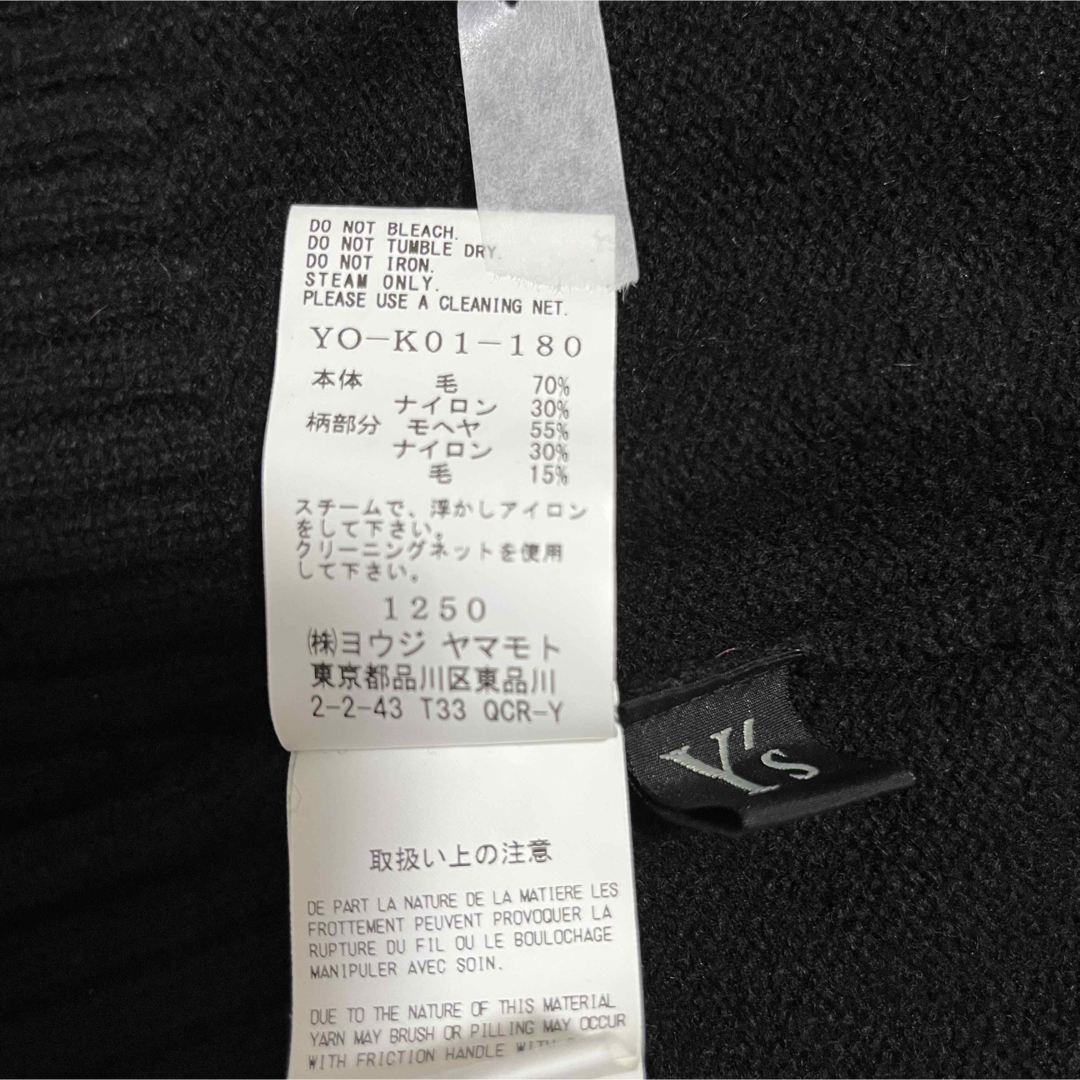 DO NOT BLEACH.
DO NOT TUMBLE DRY.
DO NOT IRON.
STEAM ONLY.
PLEASE USE A CLEANING NET.
YO-K01-180
本体 毛 70%
ナイロン 30%
柄部分 モヘヤ 55%
ナイロン 30%
毛 15%
スチームで、浮かしアイロン
をして下さい。
クリーニングネットを使用
して下さい。
1250
㈱ヨウジ ヤマモト
東京都品川区東品川
2-2-43 T33 QCR-Y
Y's
取扱い上の注意
DE PART LA NATURE DE LA MATIERE LES
FROTTEMENT PEUVENT PROVOQUER LA
RUPTURE DU FIL OU LE BOULOCHAGE
MANIPULER AVEC SOIN.
DUE TO THE NATURE OF THIS MATERIAL
YARN MAY BRUSH OR PILLING MAY OCCUR
WITH FRICTION HANDLE WITH